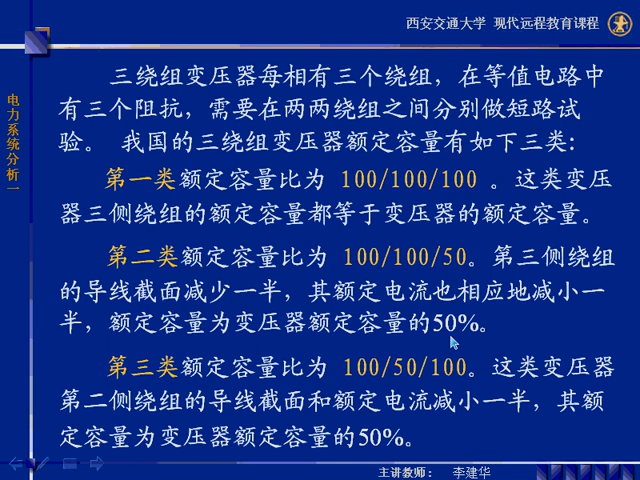 西安交通大学 现代远程教育课程
电力系统分析一
三绕组变压器每相有三个绕组，在等值电路中
有三个阻抗，需要在两两绕组之间分别做短路试
验。 我国的三绕组变压器额定容量有如下三类:
第一类额定容量比为 100/100/100 。这类变压
器三侧绕组的额定容量都等于变压器的额定容量。
第二类额定容量比为 100/100/50。第三侧绕组
的导线截面减少一半，其额定电流也相应地减小一
半，额定容量为变压器额定容量的50%。
第三类额定容量比为 100/50/100。这类变压器
第二侧绕组的导线截面和额定电流减小一半，其额
定容量为变压器额定容量的50%。
主讲教师： 李建华